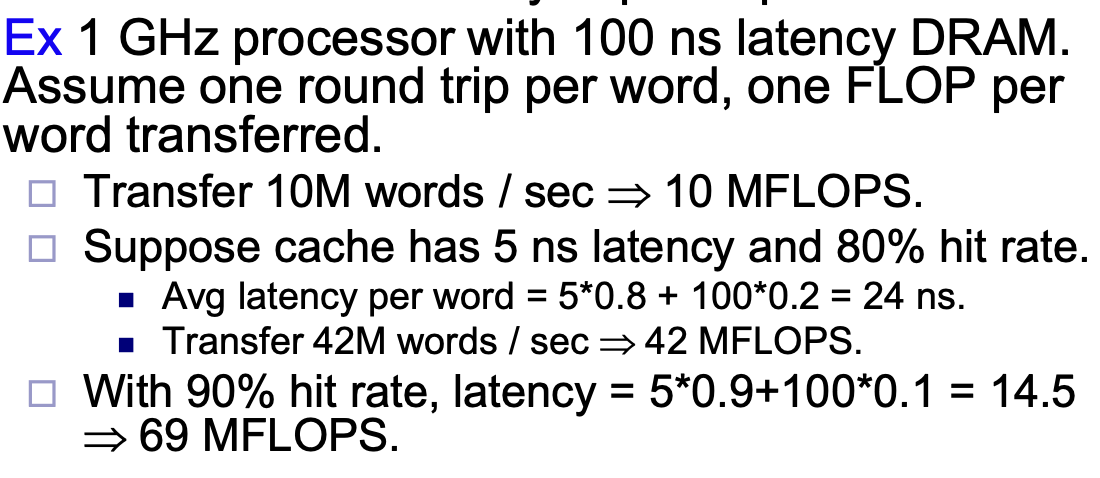 Ex 1 GHz processor with 100 ns latency DRAM.
Assume one round trip per word, one FLOP per
word transferred.
Transfer 10M words / sec ⇒ 10 MFLOPS.
Suppose cache has 5 ns latency and 80% hit rate.
Avg latency per word = 5*0.8 + 100*0.2 = 24 ns.
Transfer 42M words / sec ⇒ 42 MFLOPS.
With 90% hit rate, latency = 5*0.9+100*0.1 = 14.5
⇒ 69 MFLOPS.